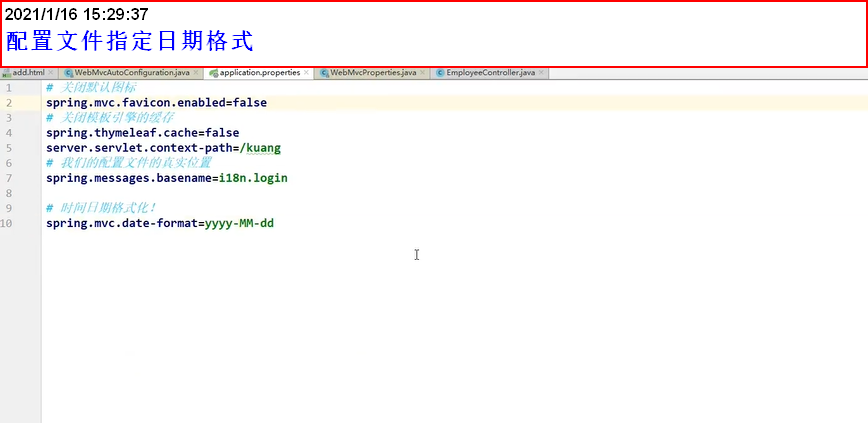 2021/1/16 15:29:37
配置文件指定日期格式
add.html WebMvcAutoConfiguration.java application.properties WebMvcProperties.java EmployeeController.java
1 # 关闭默认图标
2 spring.mvc.favicon.enabled=false
3 # 关闭模板引擎的缓存
4 spring.thymeleaf.cache=false
5 server.servlet.context-path=/kuang
6 # 我们的配置文件的真实位置
7 spring.messages.basename=i18n.login
8
9 # 时间日期格式化！
10 spring.mvc.date-format=yyyy-MM-dd